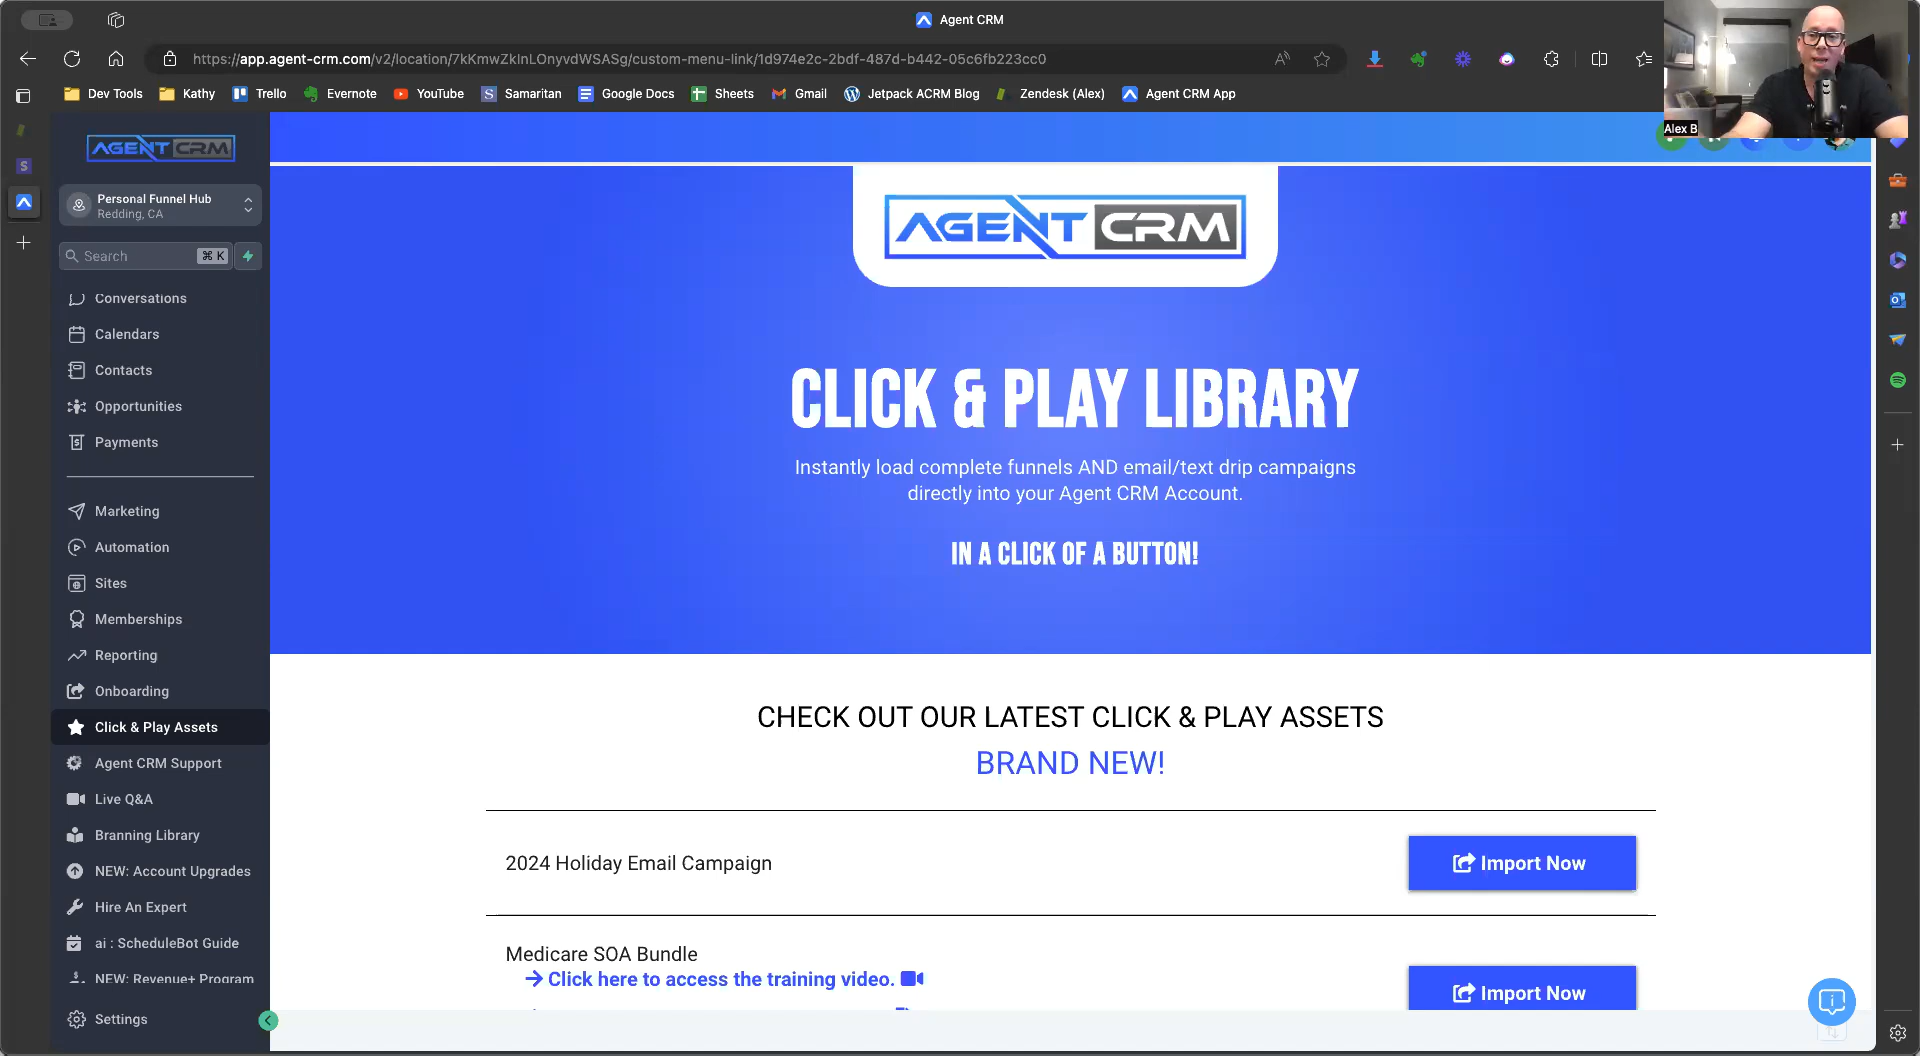 Agent CRM
https://app.agent-crm.com/v2/location/7kKmwZkInLOnyvdWSASg/custom-menu-link/1d974e2c-2bdf-487d-b442-05c6fb223cc0
Dev Tools
Kathy
Trello
Evernote
YouTube
Samaritan
Google Docs
Sheets
Gmail
Jetpack ACRM Blog
Zendesk (Alex)
Agent CRM App
Alex B
AGENT CRM
Personal Funnel Hub
Redding, CA
Search
⌘ K
Conversations
Calendars
Contacts
Opportunities
Payments
Marketing
Automation
Sites
Memberships
Reporting
Onboarding
Click & Play Assets
Agent CRM Support
Live Q&A
Branning Library
NEW: Account Upgrades
Hire An Expert
ai : ScheduleBot Guide
NEW: Revenue+ Program
Settings
AGENT CRM
CLICK & PLAY LIBRARY
Instantly load complete funnels AND email/text drip campaigns
directly into your Agent CRM Account.
IN A CLICK OF A BUTTON!
CHECK OUT OUR LATEST CLICK & PLAY ASSETS
BRAND NEW!
2024 Holiday Email Campaign
Import Now
Medicare SOA Bundle
Click here to access the training video.
Import Now